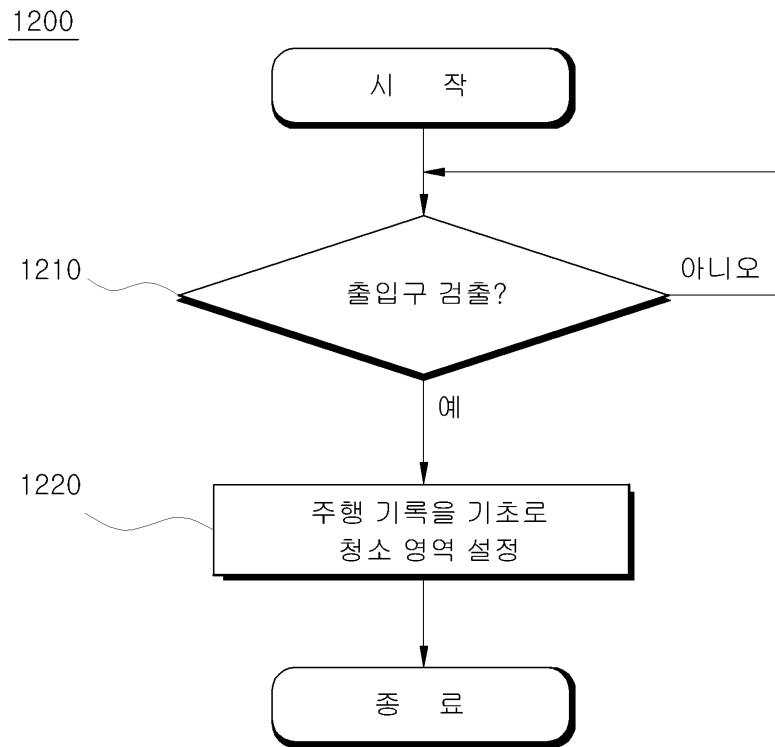 1200
시 작
1210
출입구 검출?
아니오
예
1220
주행 기록을 기초로
청소 영역 설정
종 료